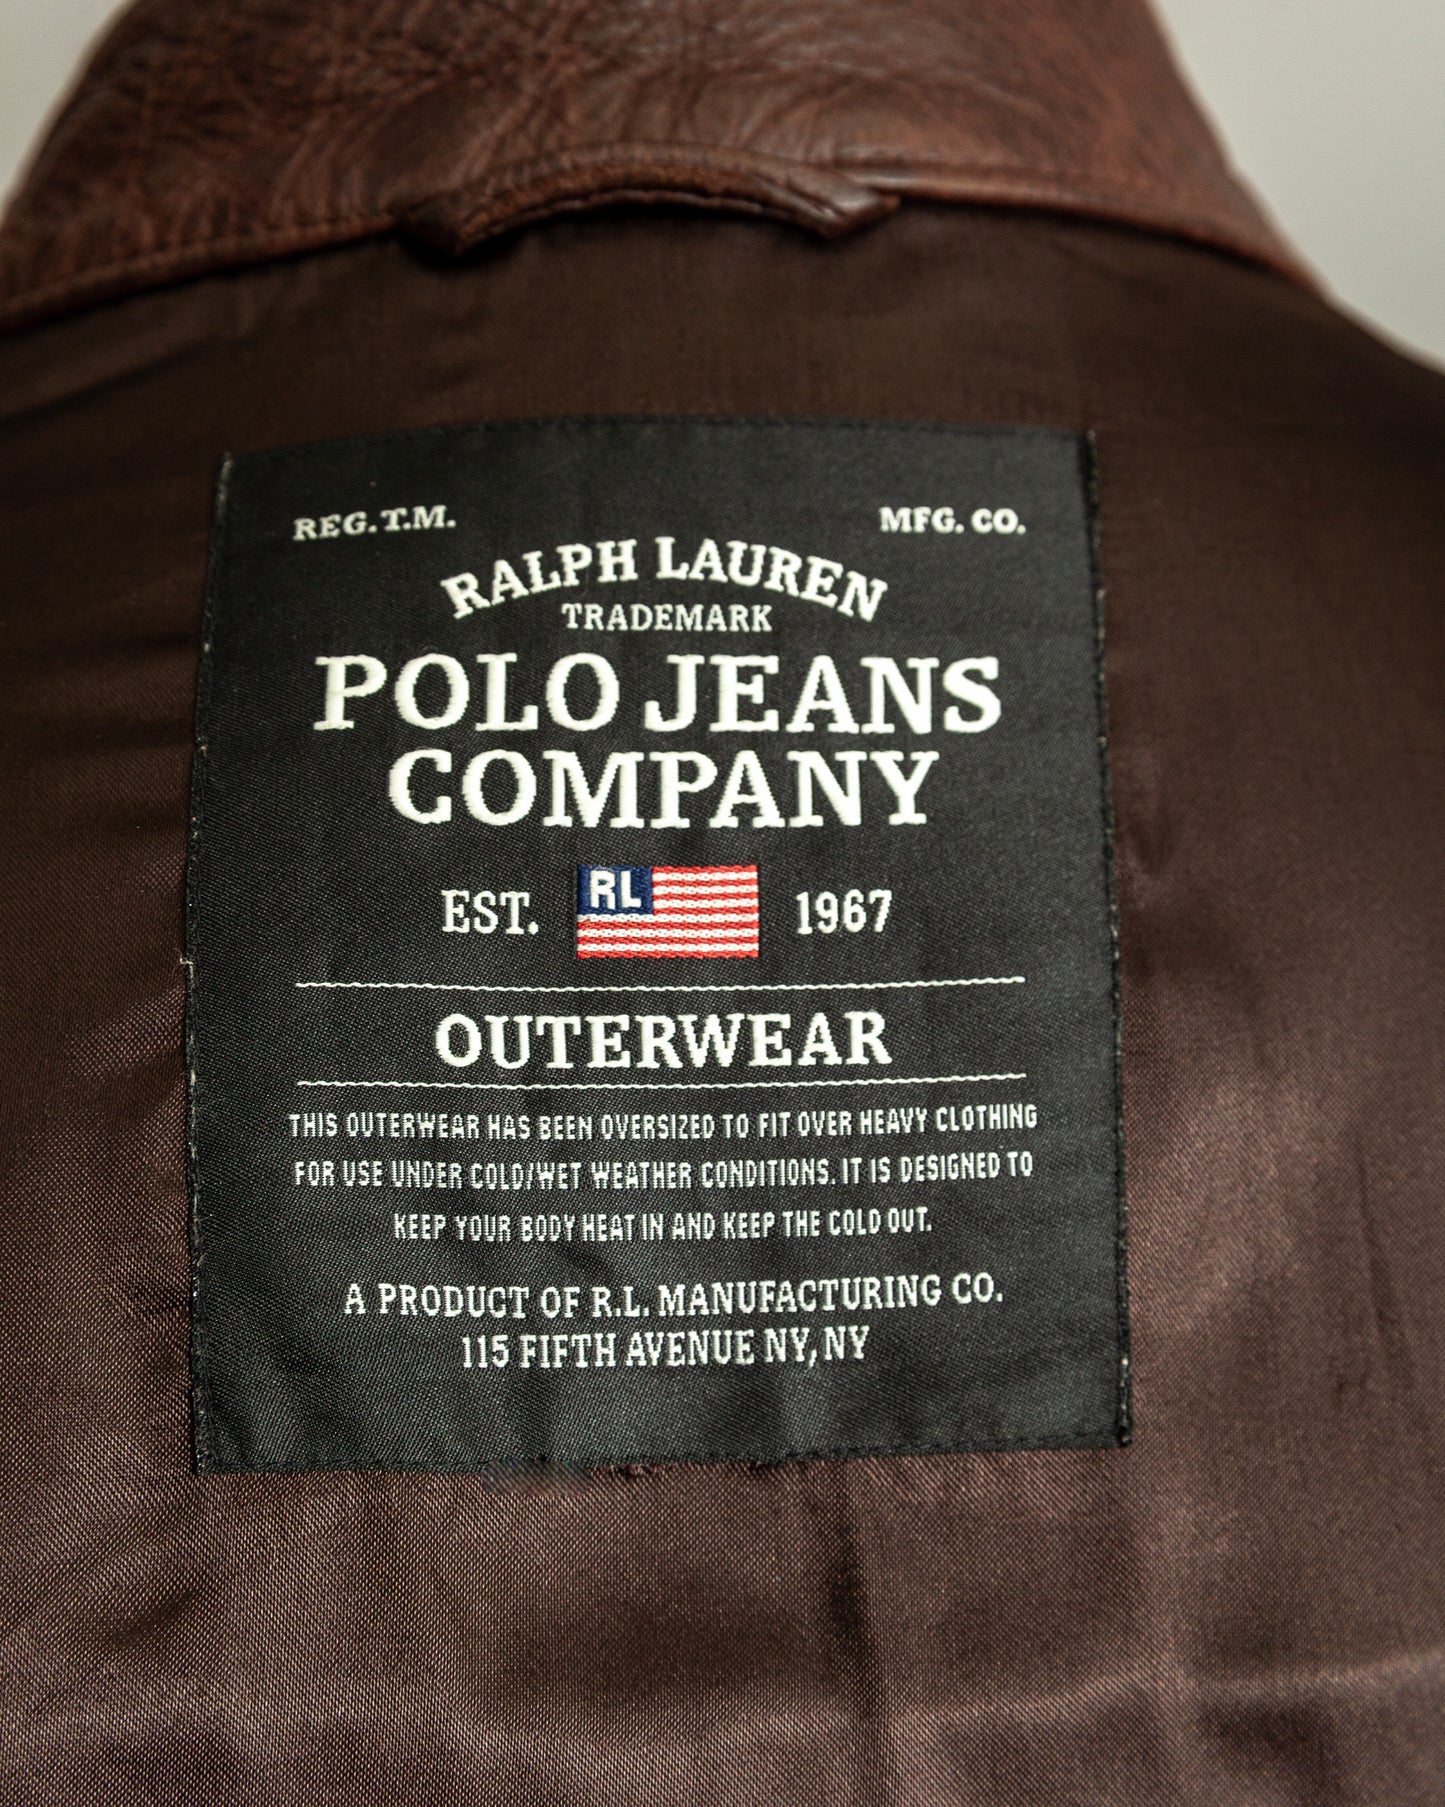 REG.T.M. MFG. CO.
RALPH LAUREN
TRADEMARK
POLO JEANS
COMPANY
EST. RL 1967
OUTERWEAR
THIS OUTERWEAR HAS BEEN OVERSIZED TO FIT OVER HEAVY CLOTHING
FOR USE UNDER COLD/WET WEATHER CONDITIONS. IT IS DESIGNED TO
KEEP YOUR BODY HEAT IN AND KEEP THE COLD OUT.
A PRODUCT OF R.L. MANUFACTURING CO.
115 FIFTH AVENUE NY, NY